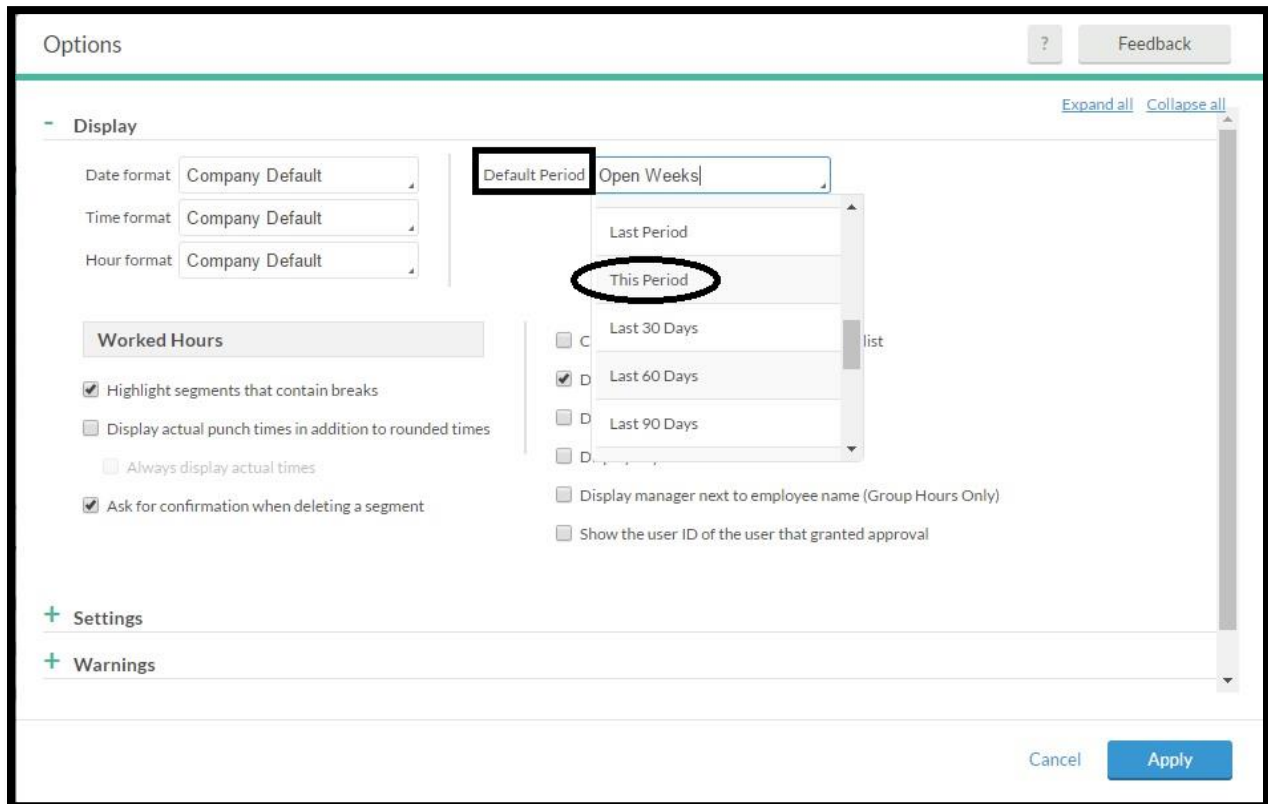 Options
?
Feedback
Expand all Collapse all
- Display
Date format Company Default
Time format Company Default
Hour format Company Default
Default Period Open Weeks
Last Period
This Period
Last 30 Days
Last 60 Days
Last 90 Days
Worked Hours
Highlight segments that contain breaks
Display actual punch times in addition to rounded times
Always display actual times
Ask for confirmation when deleting a segment
C list
D
D
D
Display manager next to employee name (Group Hours Only)
Show the user ID of the user that granted approval
+ Settings
+ Warnings
Cancel
Apply